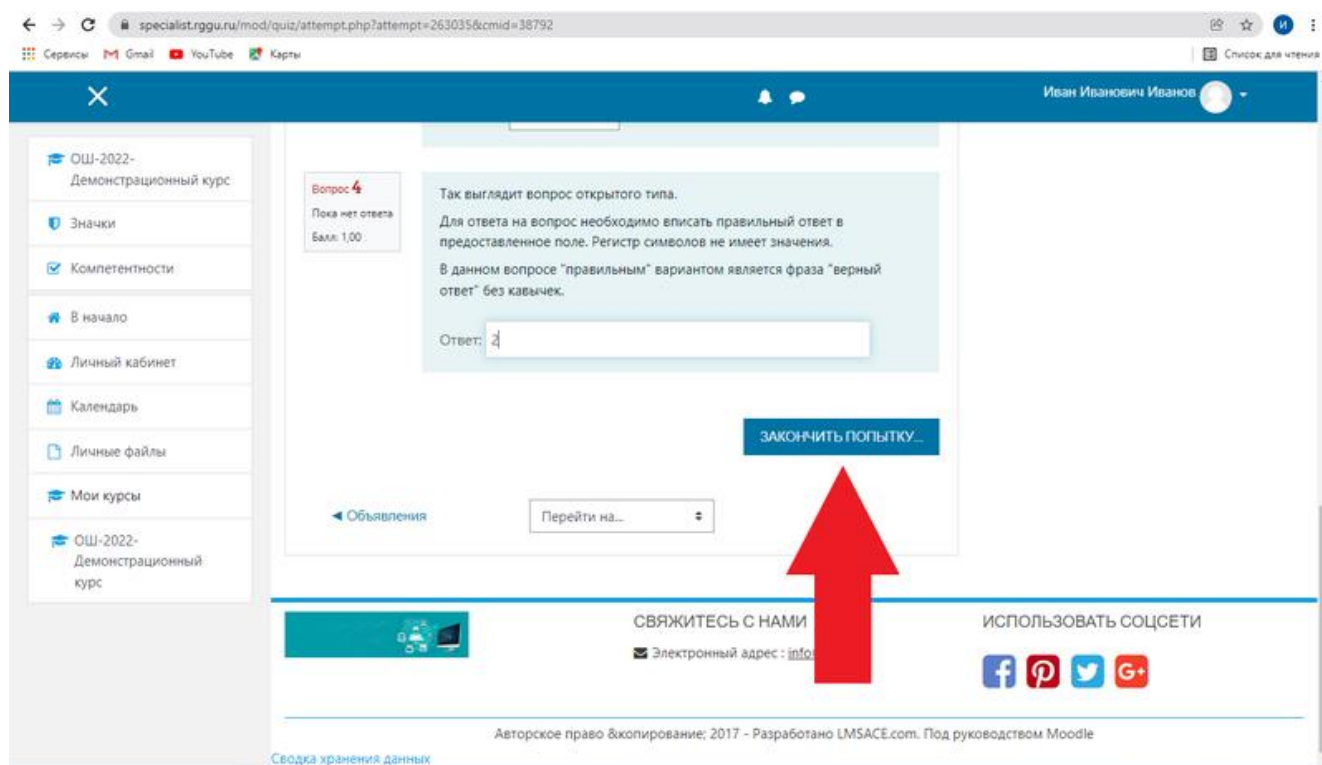 specialist.rggu.ru/mod/quiz/attempt.php?attempt=263035&cmid=38792
И
Сервисы Gmail YouTube Карты
Список для чтения
Иван Иванович Иванов
ОШ-2022-
Демонстрационный курс
Значки
Компетентности
В начало
Личный кабинет
Календарь
Личные файлы
Мои курсы
ОШ-2022-
Демонстрационный
курс
Вопрос 4
Пока нет ответа
Балл: 1,00
Так выглядит вопрос открытого типа.
Для ответа на вопрос необходимо вписать правильный ответ в
предоставленное поле. Регистр символов не имеет значения.
В данном вопросе "правильным" вариантом является фраза "верный
ответ" без кавычек.
Ответ: 2
ЗАКОНЧИТЬ ПОПЫТКУ...
◄ Объявления
Перейти на...
СВЯЖИТЕСЬ С НАМИ
Электронный адрес :
ИСПОЛЬЗОВАТЬ СОЦСЕТИ
G+
Авторское право &копирование; 2017 - Разработано LMSACE.com. Под руководством Moodle
Сводка хранения данных